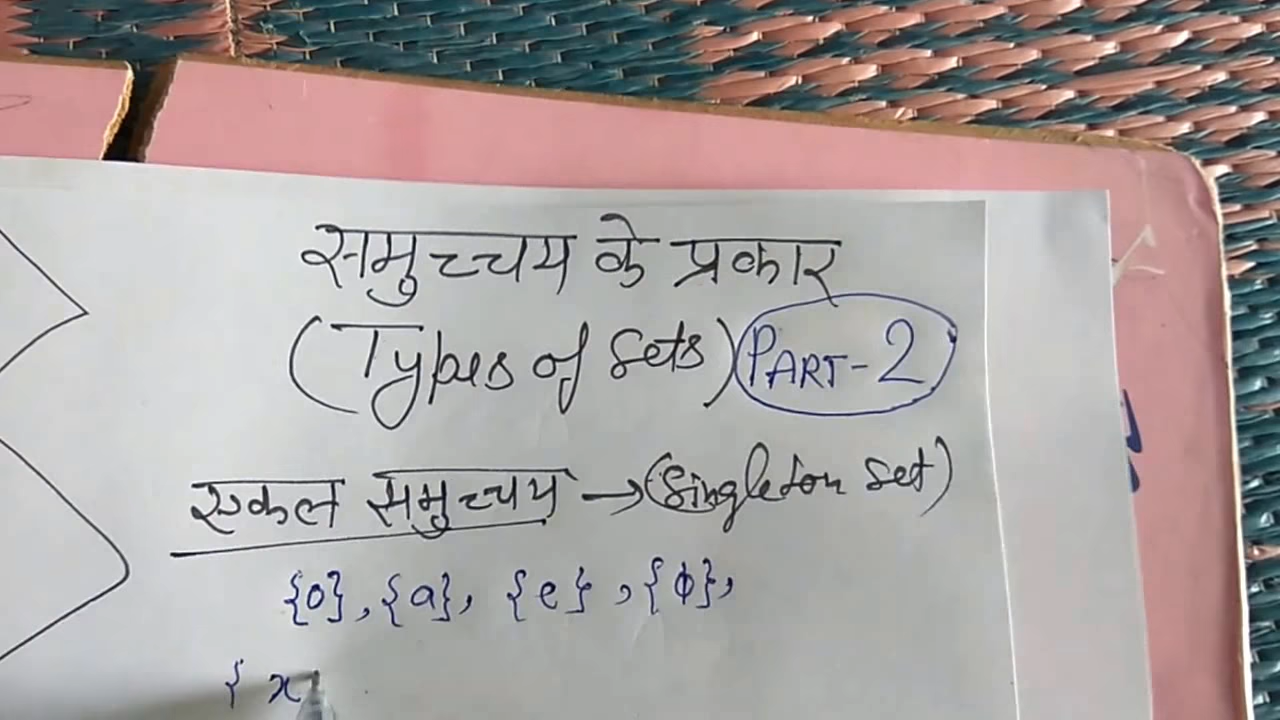 समुच्चय के प्रकार
(Types of Sets) PART-2
एकल समुच्चय → (Singleton Set)
{0}, {a}, {e}, {ϕ},
{ x